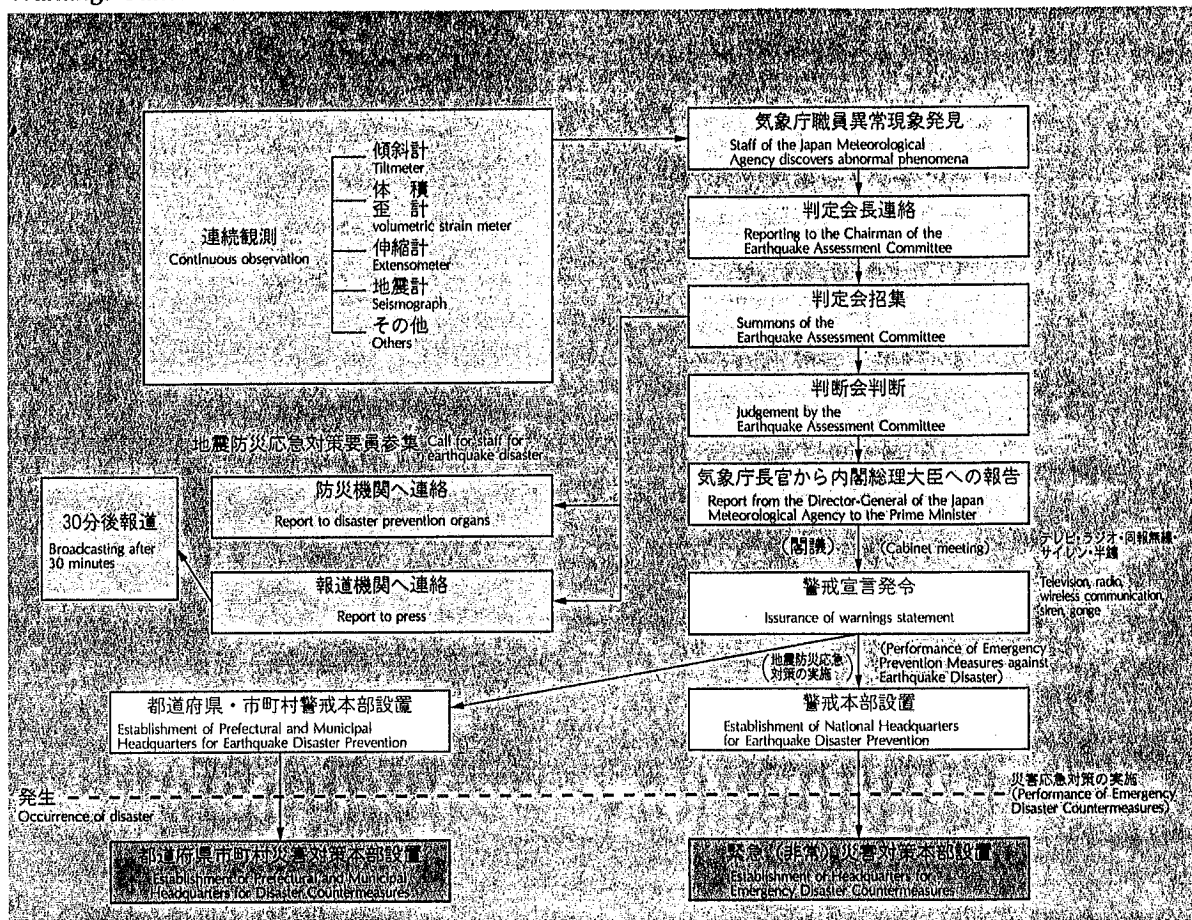 連続観測
Continuous observation
傾斜計
Tiltmeter
体 積
歪 計
volumetric strain meter
伸縮計
Extensometer
地震計
Seismograph
その他
Others
気象庁職員異常現象発見
Staff of the Japan Meteorological
Agency discovers abnormal phenomena
判定会長連絡
Reporting to the Chairman of the
Earthquake Assessment Committee
判定会招集
Summons of the
Earthquake Assessment Committee
判断会判断
Judgement by the
Earthquake Assessment Committee
地震防災応急対策要員参集
Call for staff for
earthquake disaster
防災機関へ連絡
Report to disaster prevention organs
30分後報道
Broadcasting after
30 minutes
報道機関へ連絡
Report to press
気象庁長官から内閣総理大臣への報告
Report from the Director-General of the Japan
Meteorological Agency to the Prime Minister
(閣議)
(Cabinet meeting)
テレビ・ラジオ・同報無線・
サイレン・半鐘
Television, radio,
wireless communication,
siren, gonge
警戒宣言発令
Issurance of warnings statement
(地震防災応急
対策の実施)
(Performance of Emergency
Prevention Measures against
Earthquake Disaster)
都道府県・市町村警戒本部設置
Establishment of Prefectural and Municipal
Headquarters for Earthquake Disaster Prevention
警戒本部設置
Establishment of National Headquarters
for Earthquake Disaster Prevention
発生
Occurrence of disaster
災害応急対策の実施
(Performance of Emergency
Disaster Countermeasures)
都道府県市町村災害対策本部設置
Establishment of Prefectural and Municipal
Headquarters for Disaster Countermeasures
緊急(非常)災害対策本部設置
Establishment of Headquarters for
Emergency Disaster Countermeasures